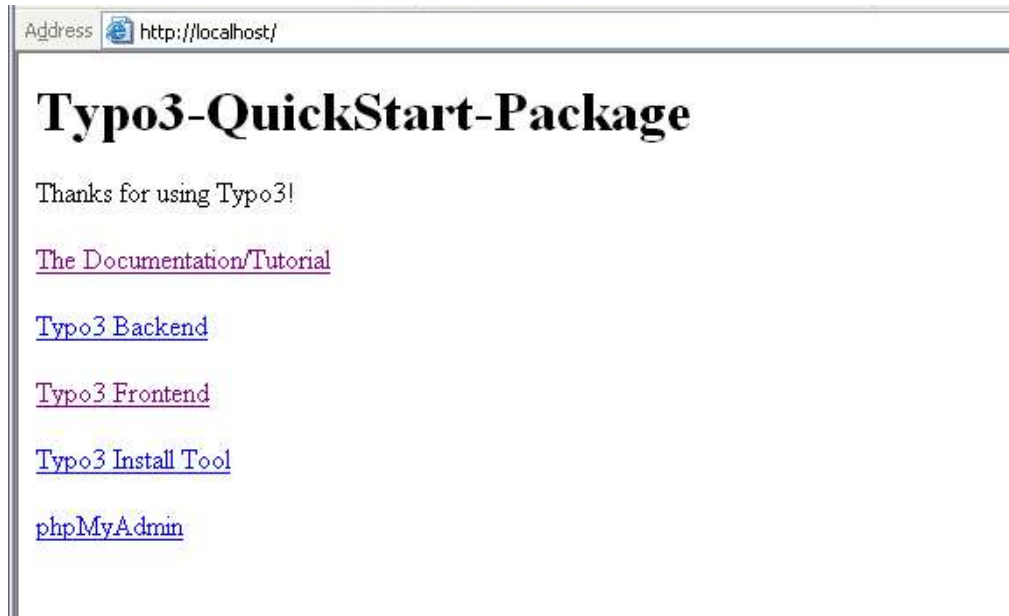 Address http://localhost/
Typo3-QuickStart-Package
Thanks for using Typo3!
The Documentation/Tutorial
Typo3 Backend
Typo3 Frontend
Typo3 Install Tool
phpMyAdmin